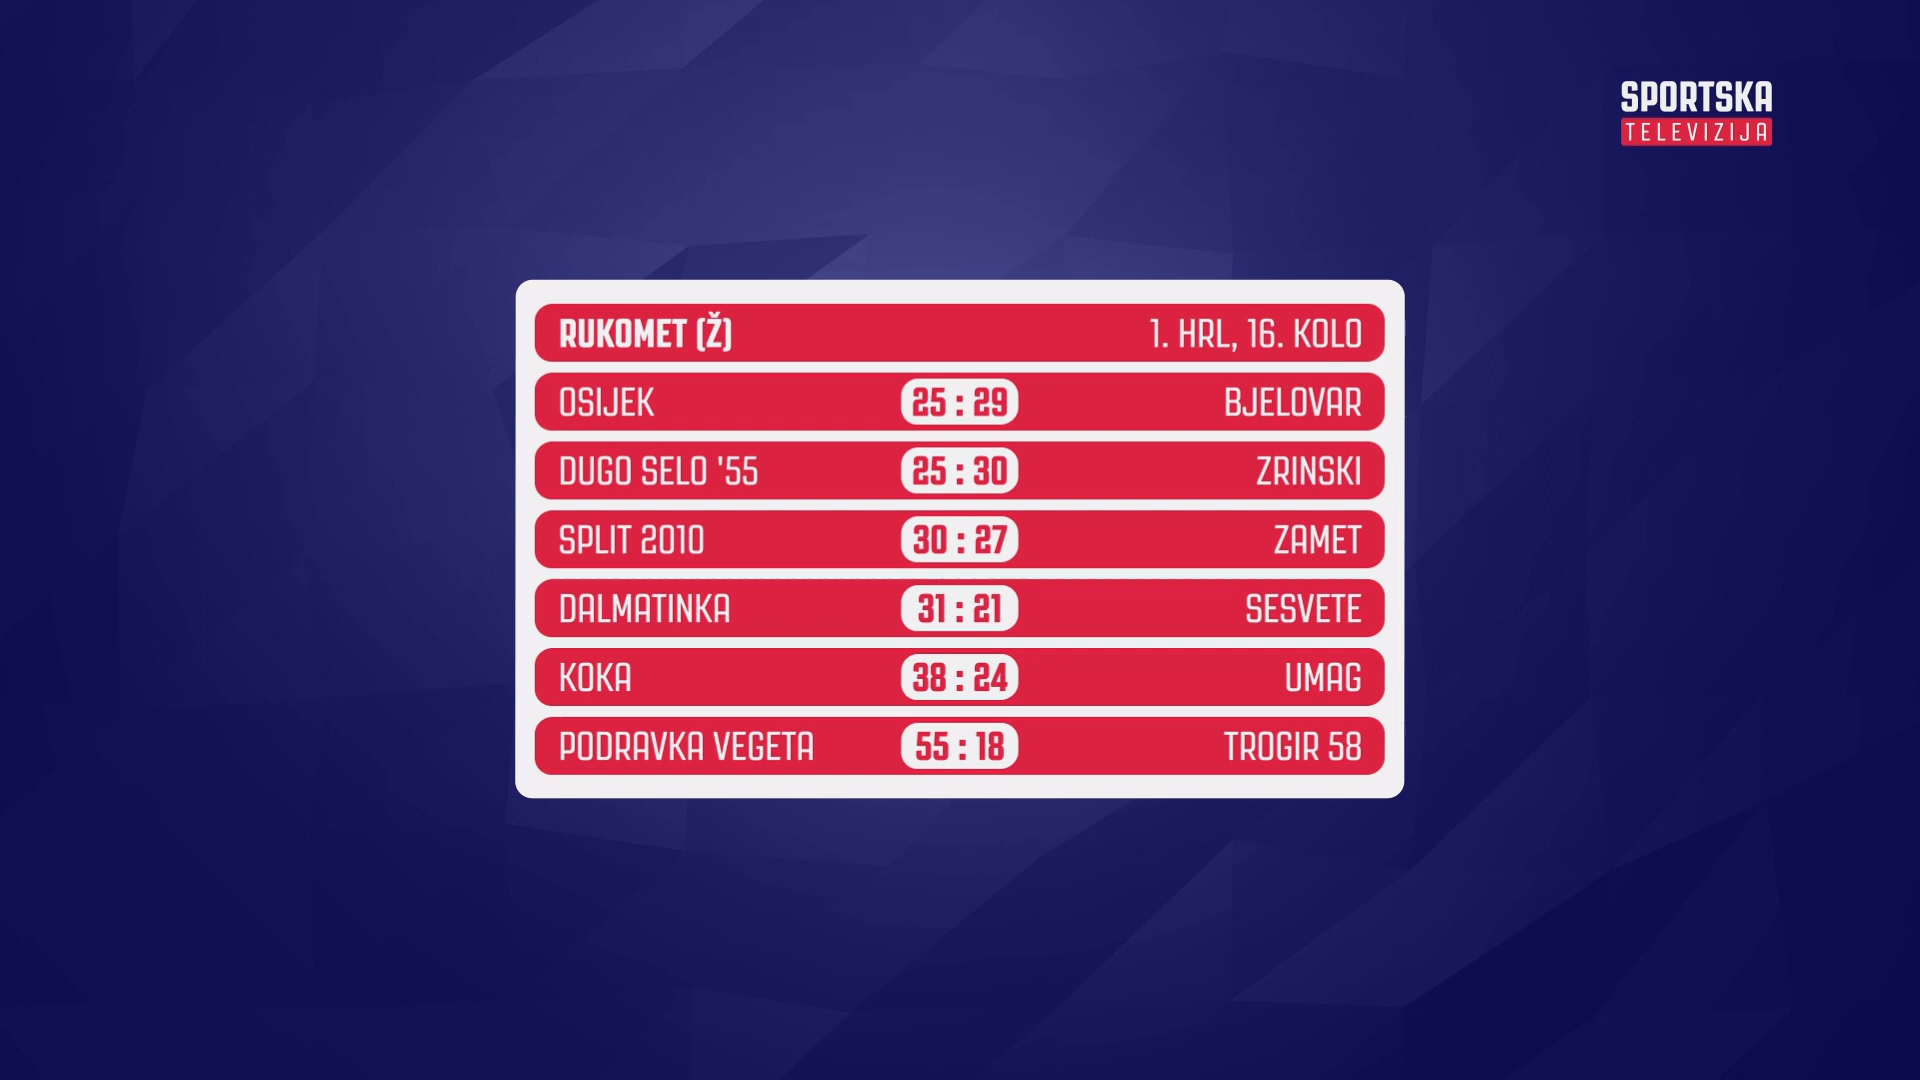 SPORTSKA
TELEVIZIJA
RUKOMET (Ž) 1. HRL, 16. KOLO
OSIJEK 25 : 29 BJELOVAR
DUGO SELO '55 25 : 30 ZRINSKI
SPLIT 2010 30 : 27 ZAMET
DALMATINKA 31 : 21 SESVETE
KOKA 38 : 24 UMAG
PODRAVKA VEGETA 55 : 18 TROGIR 58